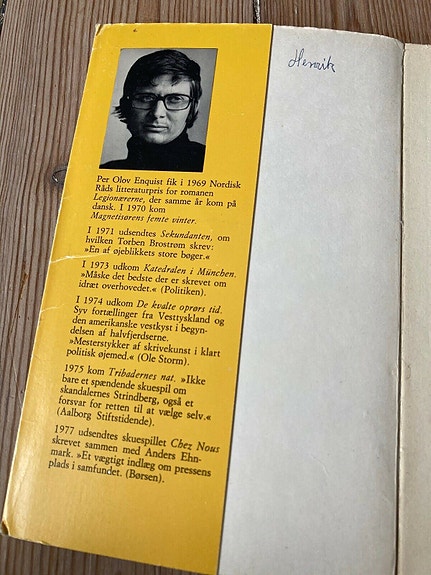 Henrik
Per Olov Enquist fik i 1969 Nordisk
Råds litteraturpris for romanen
Legionærerne, der samme år kom på
dansk. I 1970 kom
Magnetisørens femte vinter.
I 1971 udsendtes Sekundanten, om
hvilken Torben Brostrøm skrev:
»En af øjeblikkets store bøger.«
I 1973 udkom Katedralen i München.
»Måske det bedste der er skrevet om
idræt overhovedet.« (Politiken).
I 1974 udkom De kvalte oprørs tid.
Syv fortællinger fra Vesttyskland og
den amerikanske vestkyst i begyn-
delsen af halvfjerdserne.
»Mesterstykker af skrivekunst i klart
politisk øjemed.« (Ole Storm).
1975 kom Tribadernes nat. »Ikke
bare et spændende skuespil om
skandalernes Strindberg, også et
forsvar for retten til at vælge selv.«
(Aalborg Stiftstidende).
1977 udsendtes skuespillet Chez Nous
skrevet sammen med Anders Ehn-
mark. »Et vægtigt indlæg om pressens
plads i samfundet. (Børsen).